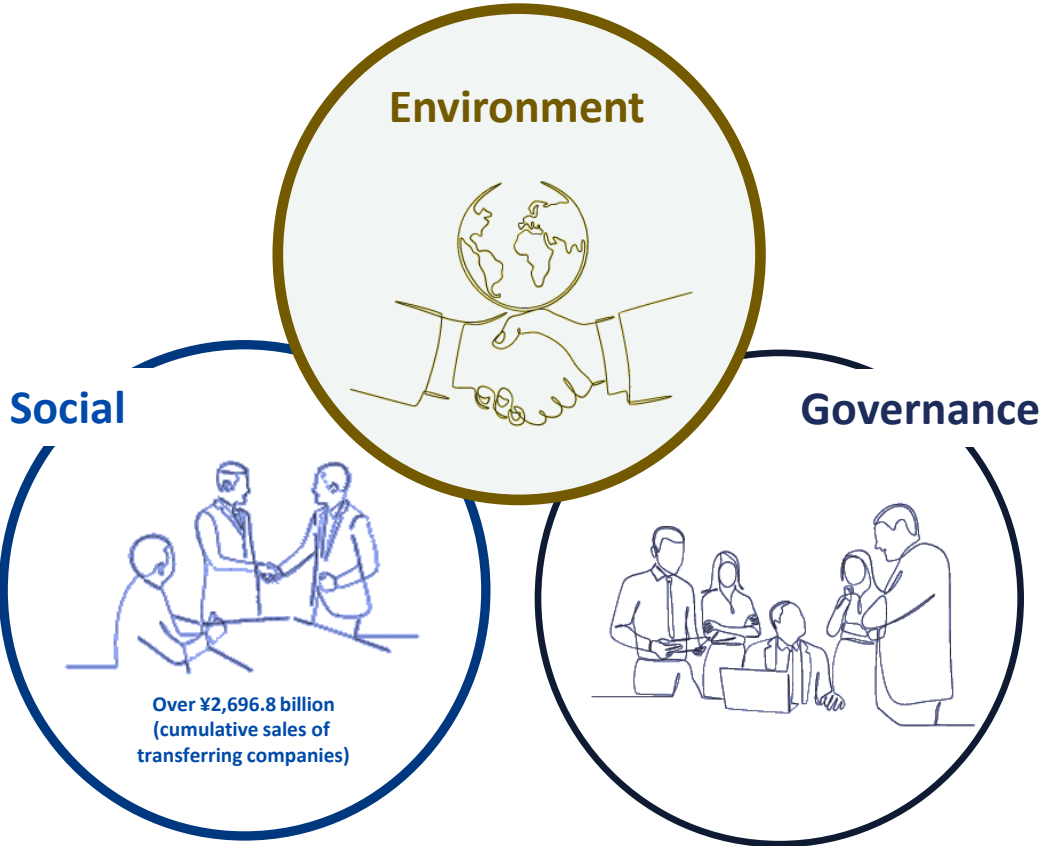 Environment
Social
Governance
Over ¥2,696.8 billion
(cumulative sales of
transferring companies)